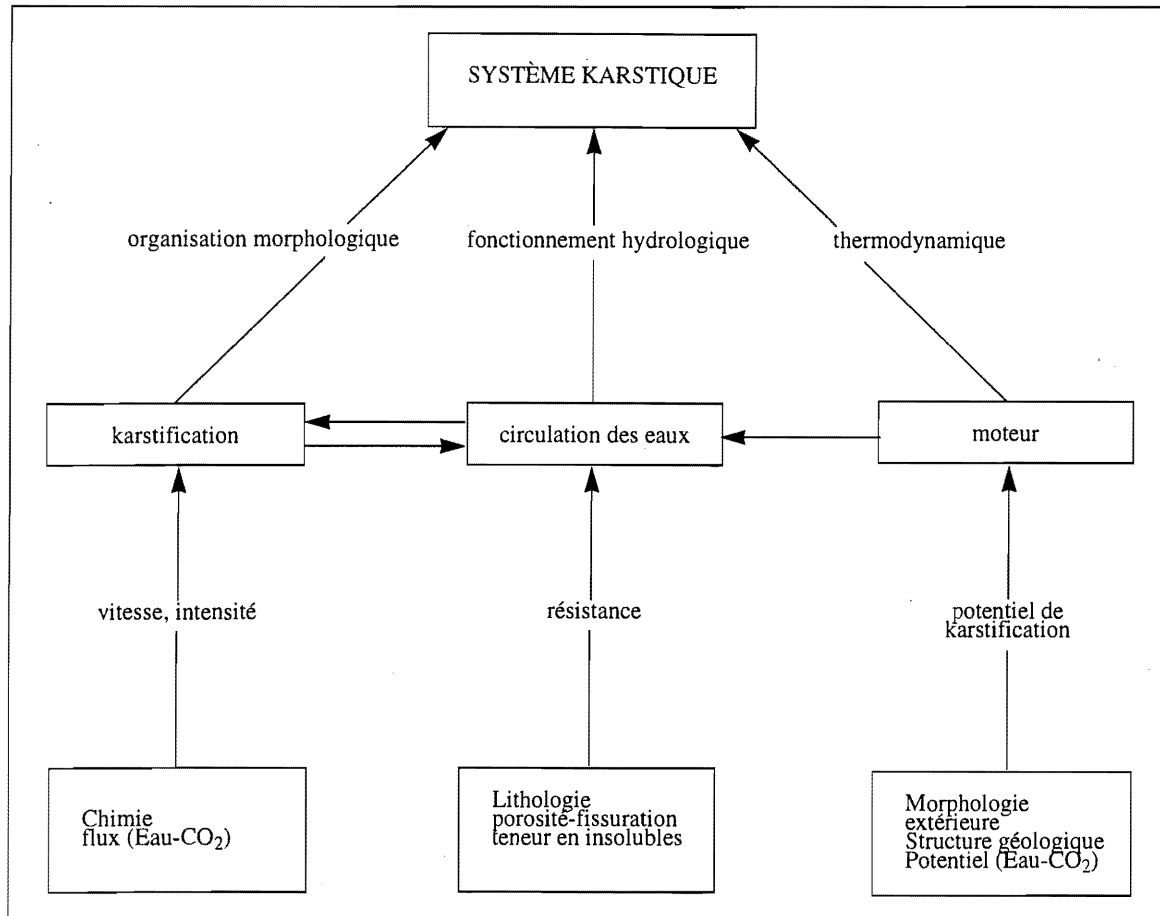 SYSTÈME KARSTIQUE
organisation morphologique
fonctionnement hydrologique
thermodynamique
karstification
circulation des eaux
moteur
vitesse, intensité
résistance
potentiel de
karstification
Chimie
flux (Eau-CO₂)
Lithologie
porosité-fissuration
teneur en insolubles
Morphologie
extérieure
Structure géologique
Potentiel (Eau-CO₂)